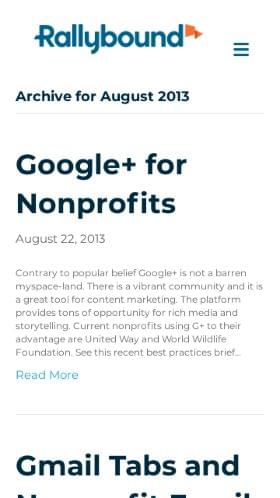 Rallybound
Archive for August 2013
Google+ for
Nonprofits
August 22, 2013
Contrary to popular belief Google+ is not a barren
myspace-land. There is a vibrant community and it is
a great tool for content marketing. The platform
provides tons of opportunity for rich media and
storytelling. Current nonprofits using G+ to their
advantage are United Way and World Wildlife
Foundation. See this recent best practices brief...
Read More
Gmail Tabs and
Nonprofit Email